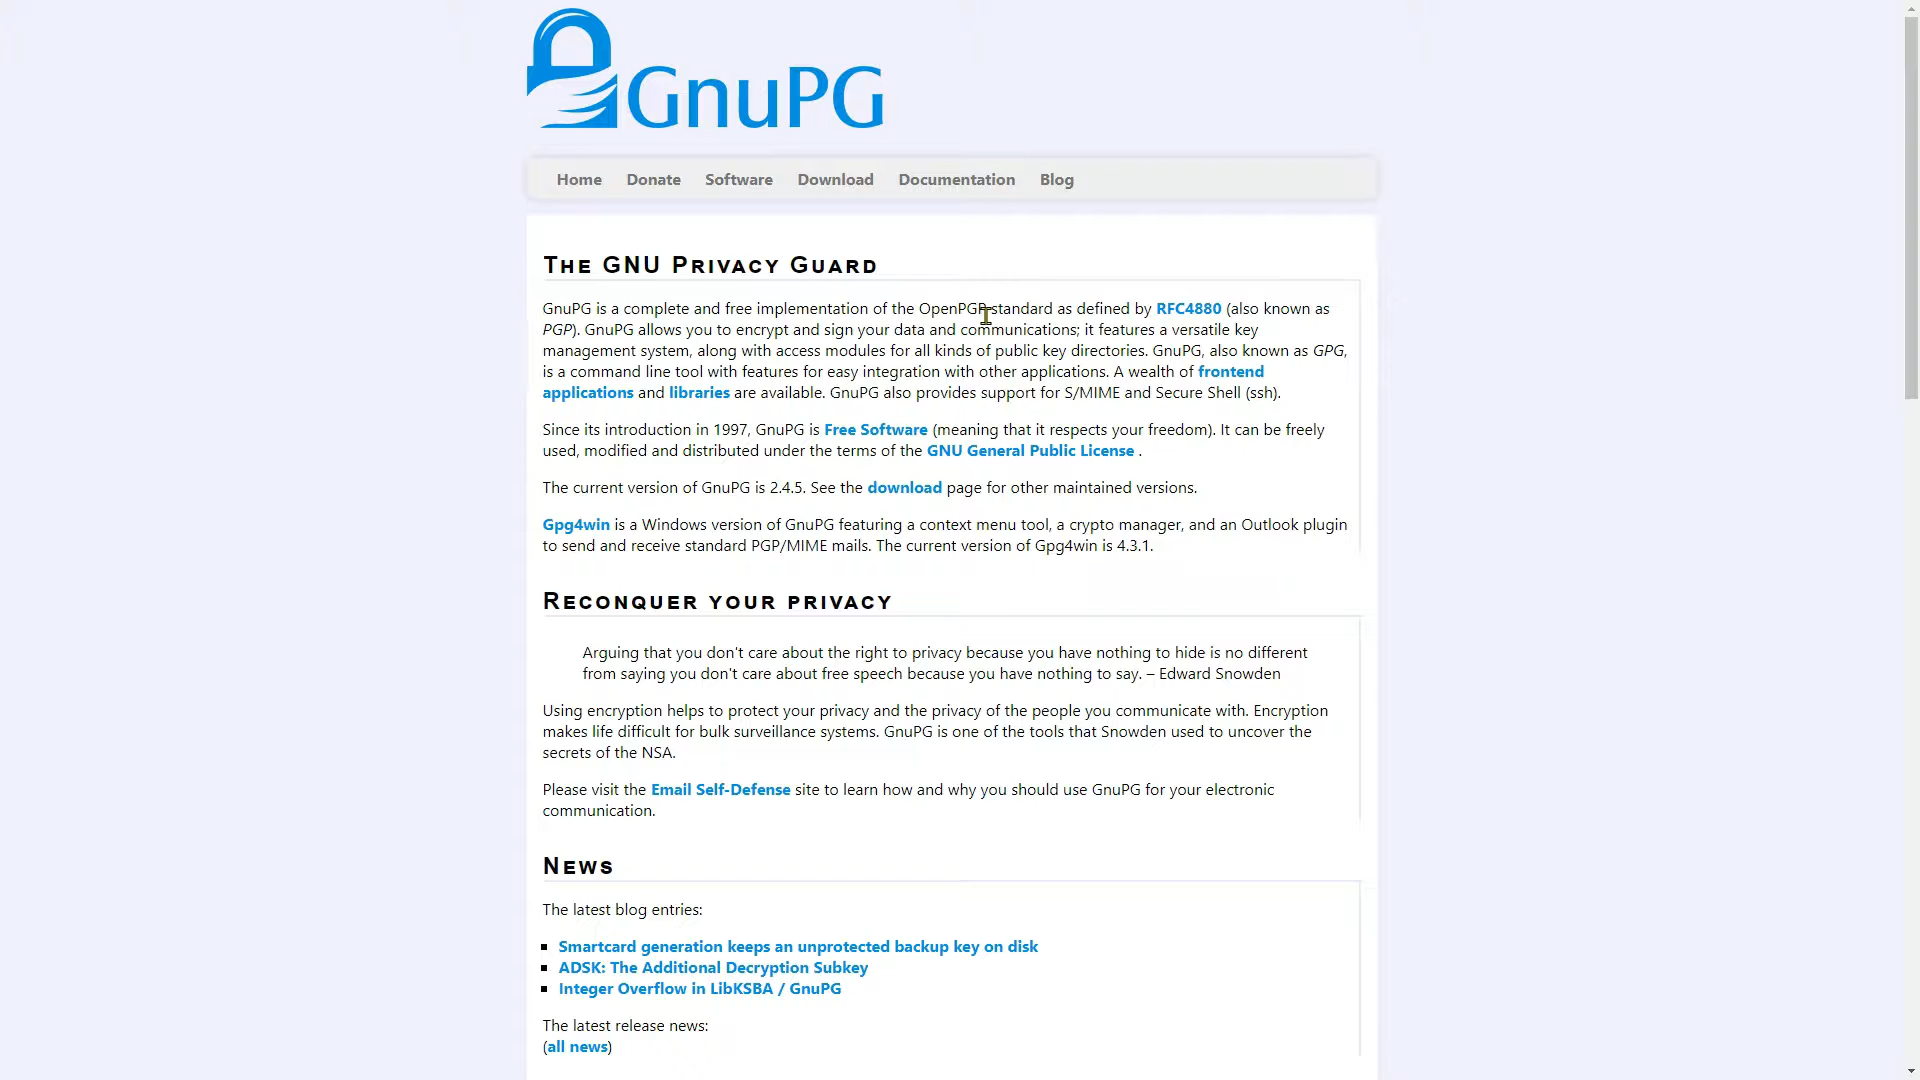 GnuPG
Home Donate Software Download Documentation Blog
The GNU Privacy Guard
GnuPG is a complete and free implementation of the OpenPGP standard as defined by RFC4880 (also known as
PGP). GnuPG allows you to encrypt and sign your data and communications; it features a versatile key
management system, along with access modules for all kinds of public key directories. GnuPG, also known as GPG,
is a command line tool with features for easy integration with other applications. A wealth of frontend
applications and libraries are available. GnuPG also provides support for S/MIME and Secure Shell (ssh).
Since its introduction in 1997, GnuPG is Free Software (meaning that it respects your freedom). It can be freely
used, modified and distributed under the terms of the GNU General Public License .
The current version of GnuPG is 2.4.5. See the download page for other maintained versions.
Gpg4win is a Windows version of GnuPG featuring a context menu tool, a crypto manager, and an Outlook plugin
to send and receive standard PGP/MIME mails. The current version of Gpg4win is 4.3.1.
Reconquer your privacy
Arguing that you don't care about the right to privacy because you have nothing to hide is no different
from saying you don't care about free speech because you have nothing to say. – Edward Snowden
Using encryption helps to protect your privacy and the privacy of the people you communicate with. Encryption
makes life difficult for bulk surveillance systems. GnuPG is one of the tools that Snowden used to uncover the
secrets of the NSA.
Please visit the Email Self-Defense site to learn how and why you should use GnuPG for your electronic
communication.
News
The latest blog entries:
Smartcard generation keeps an unprotected backup key on disk
ADSK: The Additional Decryption Subkey
Integer Overflow in LibKSBA / GnuPG
The latest release news:
(all news)